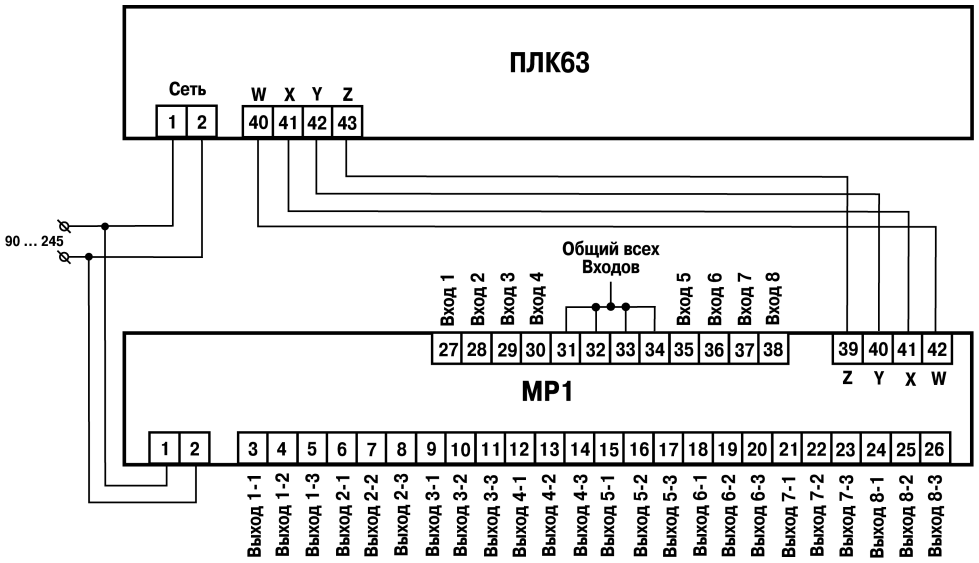 ПЛК63
Сеть
W X Y Z
1 2 40 41 42 43
90 ... 245
Общий всех
Входов
Вход 1
Вход 2
Вход 3
Вход 4
Вход 5
Вход 6
Вход 7
Вход 8
27 28 29 30 31 32 33 34 35 36 37 38 39 40 41 42
Z Y X W
МР1
1 2 3 4 5 6 7 8 9 10 11 12 13 14 15 16 17 18 19 20 21 22 23 24 25 26
Выход 1-1
Выход 1-2
Выход 1-3
Выход 2-1
Выход 2-2
Выход 2-3
Выход 3-1
Выход 3-2
Выход 3-3
Выход 4-1
Выход 4-2
Выход 4-3
Выход 5-1
Выход 5-2
Выход 5-3
Выход 6-1
Выход 6-2
Выход 6-3
Выход 7-1
Выход 7-2
Выход 7-3
Выход 8-1
Выход 8-2
Выход 8-3